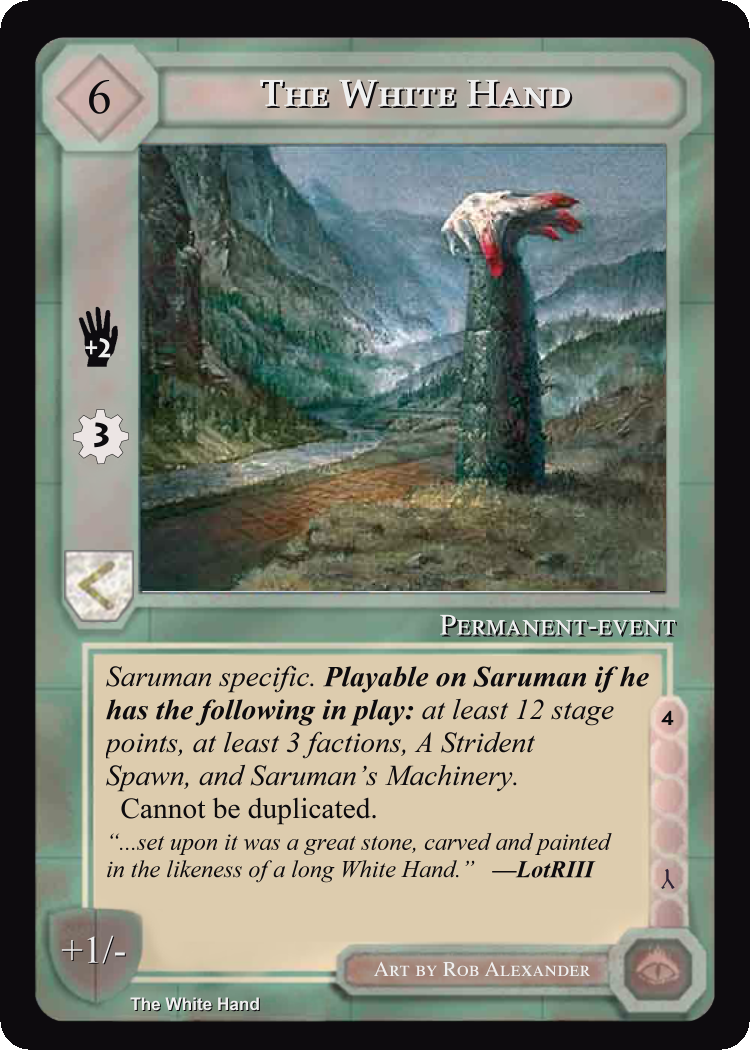 6
The White Hand
+2
3
Permanent-event
Saruman specific. Playable on Saruman if he
has the following in play: at least 12 stage
points, at least 3 factions, A Strident
Spawn, and Saruman's Machinery.
Cannot be duplicated.
“...set upon it was a great stone, carved and painted
in the likeness of a long White Hand.” —LotRIII
4
+1/-
Art by Rob Alexander
The White Hand